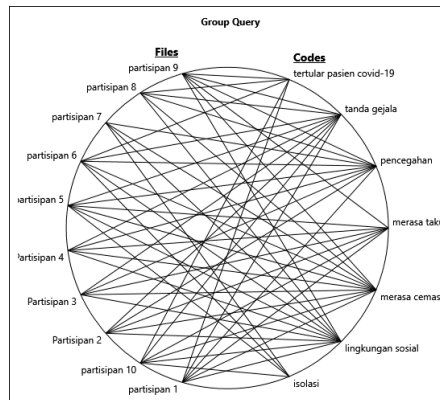 Group Query
Files
Codes
partisipan 9
partisipan 8
partisipan 7
partisipan 6
partisipan 5
Partisipan 4
Partisipan 3
Partisipan 2
partisipan 10
partisipan 1
tertular pasien covid-19
tanda gejala
pencegahan
merasa taku
merasa cemas
lingkungan sosial
isolasi